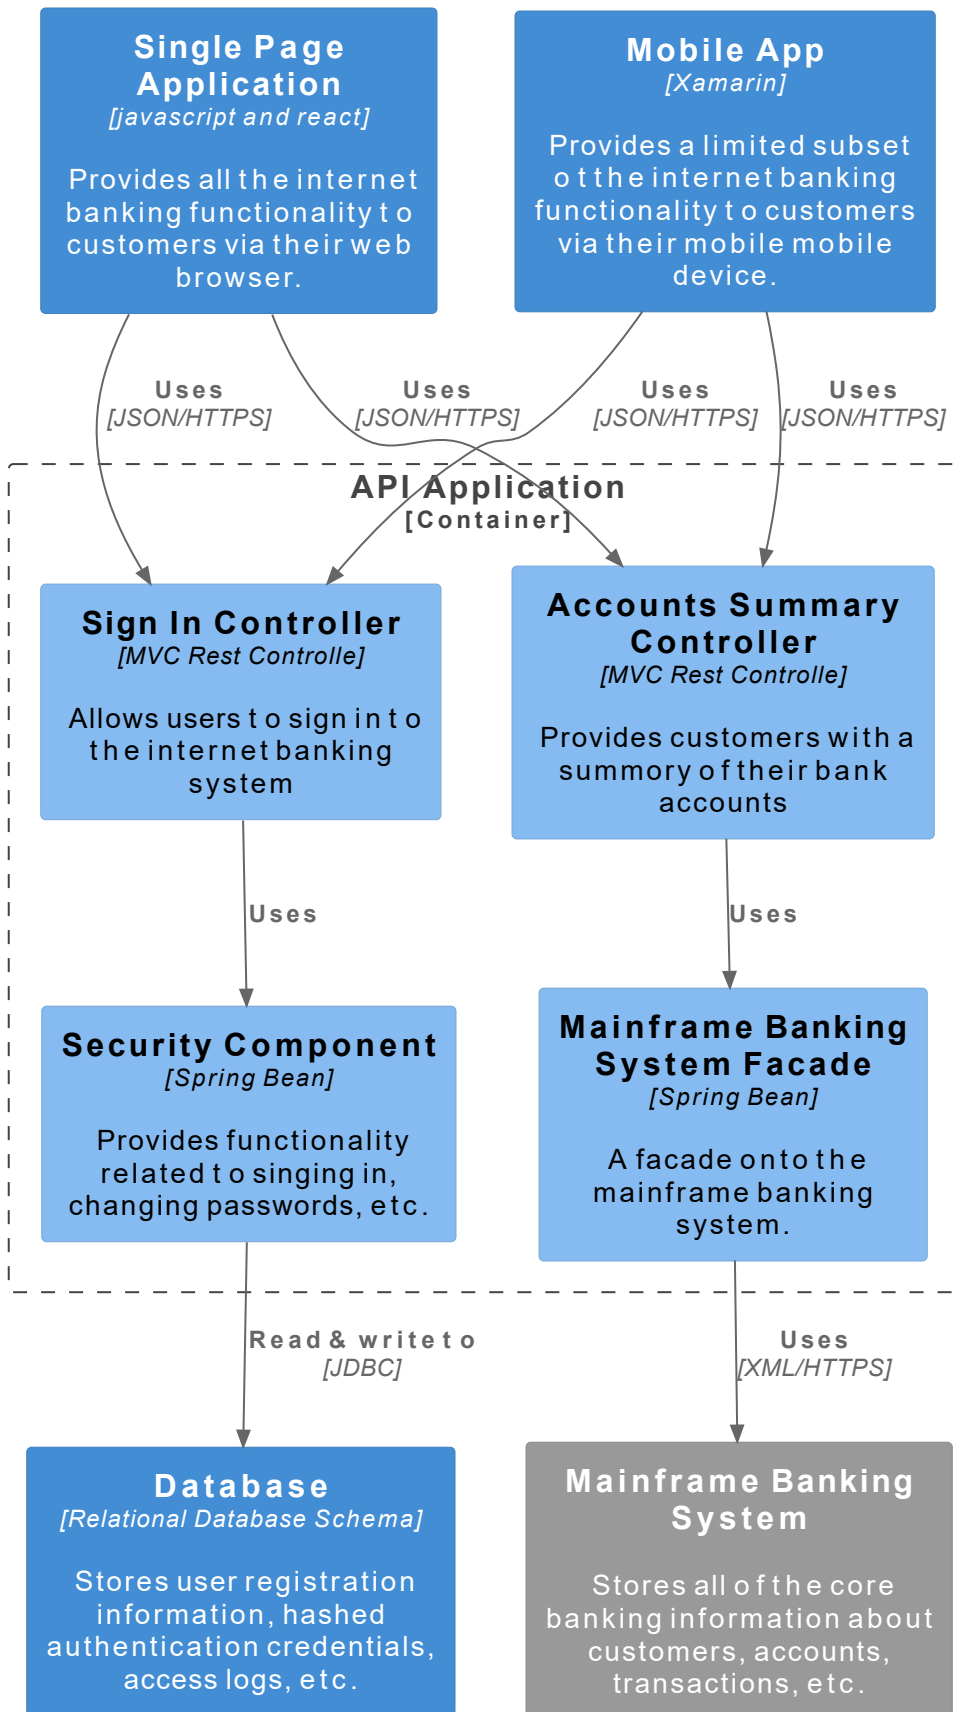 Single Page
Application
[javascript and react]
Provides all the internet
banking functionality to
customers via their web
browser.
Mobile App
[Xamarin]
Provides a limited subset
ot the internet banking
functionality to customers
via their mobile mobile
device.
Uses
[JSON/HTTPS]
Uses
[JSON/HTTPS]
Uses
[JSON/HTTPS]
Uses
[JSON/HTTPS]
API Application
[Container]
Sign In Controller
[MVC Rest Controlle]
Allows users to sign in to
the internet banking
system
Accounts Summary
Controller
[MVC Rest Controlle]
Provides customers with a
summory of their bank
accounts
Uses
Uses
Security Component
[Spring Bean]
Provides functionality
related to singing in,
changing passwords, etc.
Mainframe Banking
System Facade
[Spring Bean]
A facade onto the
mainframe banking
system.
Read & write to
[JDBC]
Uses
[XML/HTTPS]
Database
[Relational Database Schema]
Stores user registration
information, hashed
authentication credentials,
access logs, etc.
Mainframe Banking
System
Stores all of the core
banking information about
customers, accounts,
transactions, etc.